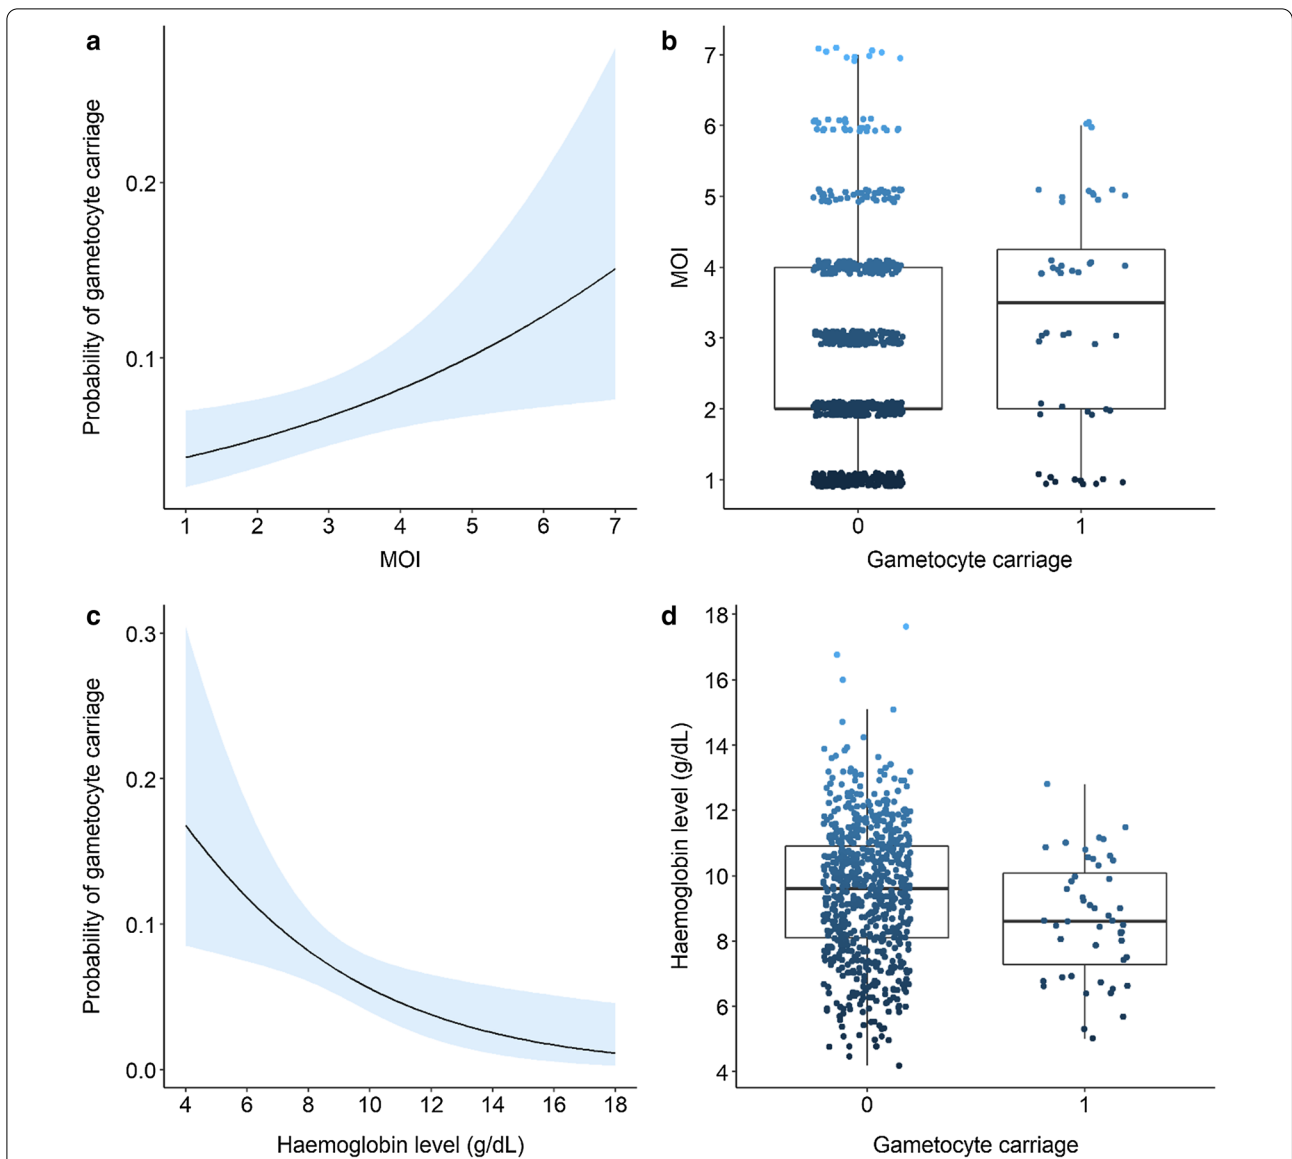 a
Probability of gametocyte carriage
0.2
0.1
1 2 3 4 5 6 7
MOI
b
MOI
7
6
5
4
3
2
1
0 1
Gametocyte carriage
c
Probability of gametocyte carriage
0.3
0.2
0.1
0.0
4 6 8 10 12 14 16 18
Haemoglobin level (g/dL)
d
Haemoglobin level (g/dL)
18
16
14
12
10
8
6
4
0 1
Gametocyte carriage